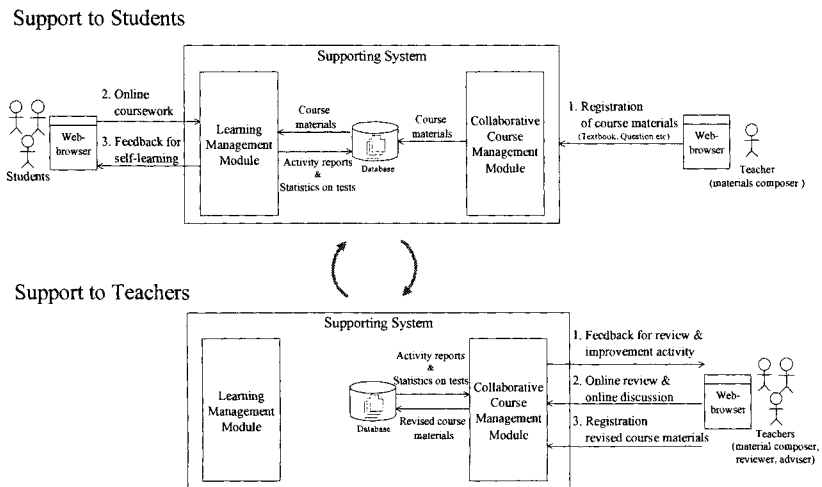 Support to Students
Supporting System
2. Online
coursework
3. Feedback for
self-learning
Web-
browser
Students
Learning
Management
Module
Course
materials
Activity reports
&
Statistics on tests
Database
Course
materials
Collaborative
Course
Management
Module
1. Registration
of course materials
(Textbook, Question etc)
Web-
browser
Teacher
(materials composer )
Support to Teachers
Supporting System
Learning
Management
Module
Activity reports
&
Statistics on tests
Database
Revised course
materials
Collaborative
Course
Management
Module
1. Feedback for review &
improvement activity
2. Online review &
online discussion
3. Registration
revised course materials
Web-
browser
Teachers
(material composer,
reviewer, adviser)